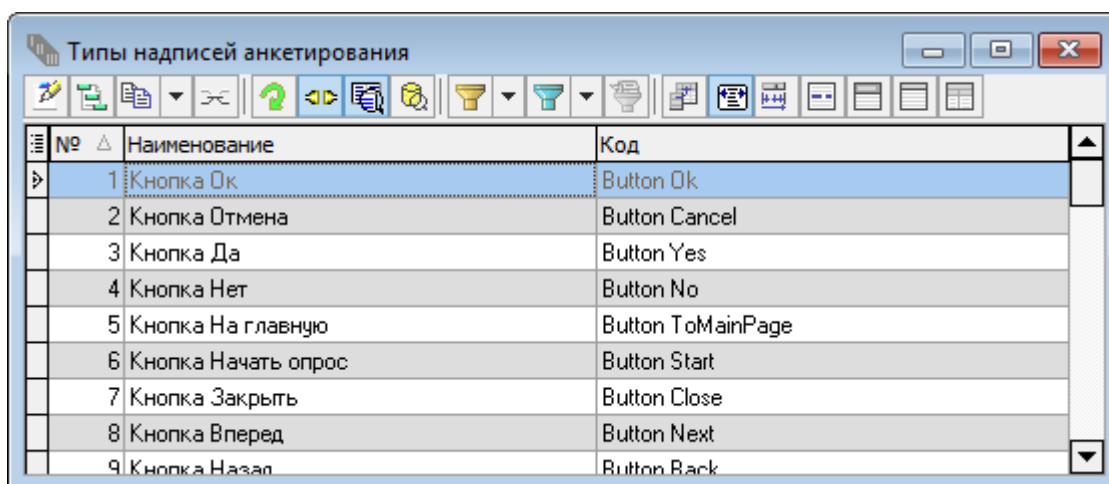 Типы надписей анкетирования
№ Наименование Код
1 Кнопка Ок Button Ok
2 Кнопка Отмена Button Cancel
3 Кнопка Да Button Yes
4 Кнопка Нет Button No
5 Кнопка На главную Button ToMainPage
6 Кнопка Начать опрос Button Start
7 Кнопка Закрыть Button Close
8 Кнопка Вперед Button Next
9 Кнопка Назад Button Back